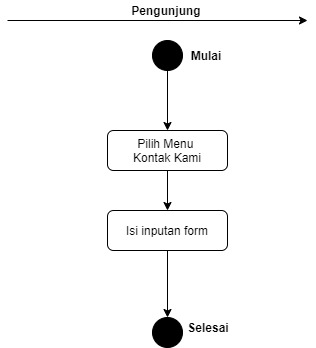 Pengunjung
Mulai
Pilih Menu
Kontak Kami
Isi inputan form
Selesai